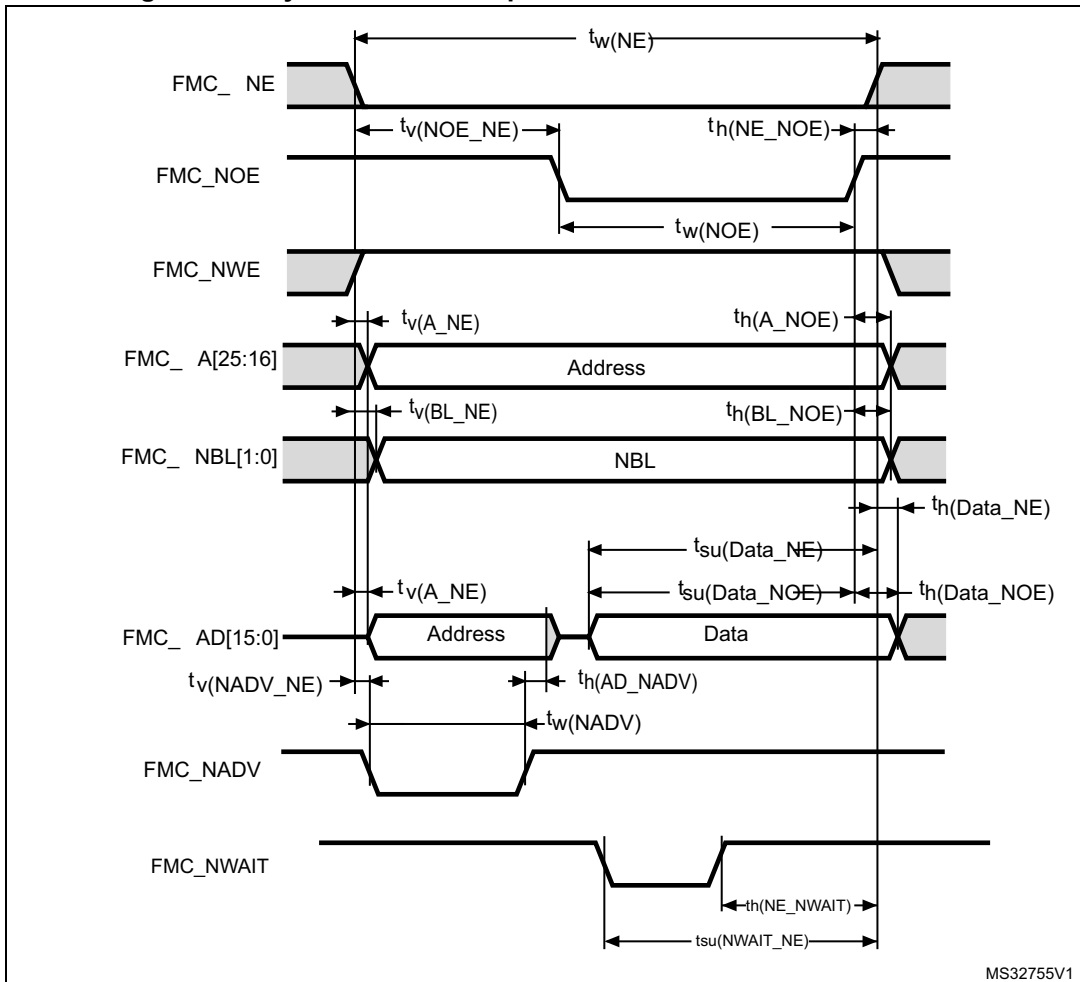 tw(NE)
FMC_ NE
tv(NOE_NE)
th(NE_NOE)
FMC_NOE
tw(NOE)
FMC_NWE
tv(A_NE)
th(A_NOE)
FMC_ A[25:16]
Address
tv(BL_NE)
th(BL_NOE)
FMC_ NBL[1:0]
NBL
th(Data_NE)
tsu(Data_NE)
tv(A_NE)
tsu(Data_NOE)
th(Data_NOE)
FMC_ AD[15:0]
Address
Data
tv(NADV_NE)
th(AD_NADV)
tw(NADV)
FMC_NADV
FMC_NWAIT
th(NE_NWAIT)
tsu(NWAIT_NE)
MS32755V1